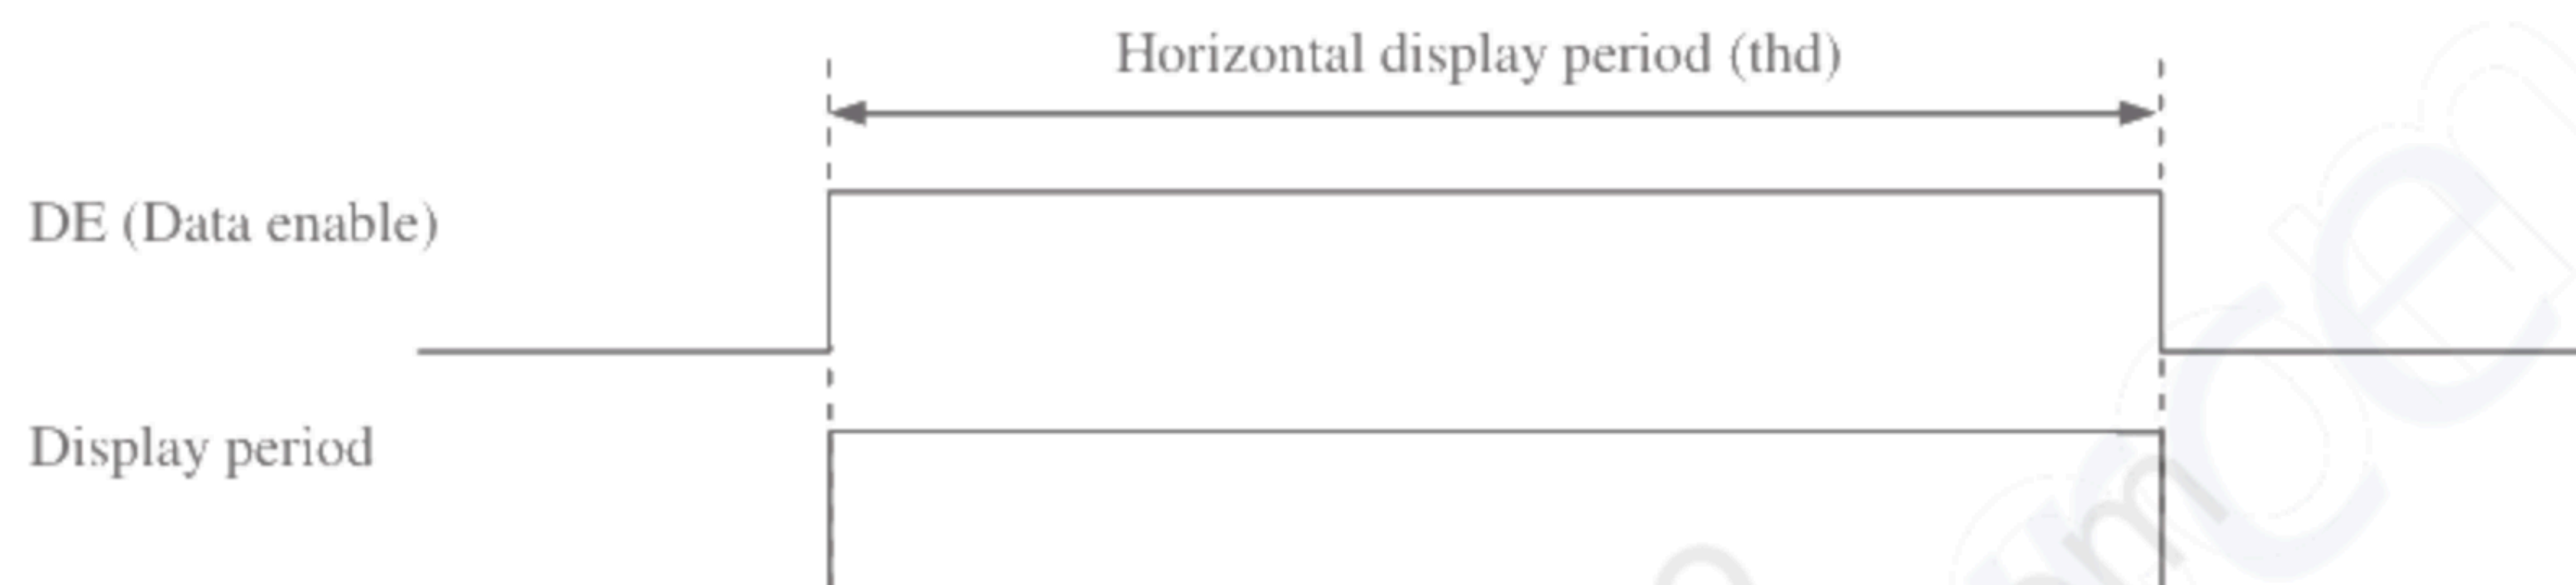 Horizontal display period (thd)
DE (Data enable)
Display period